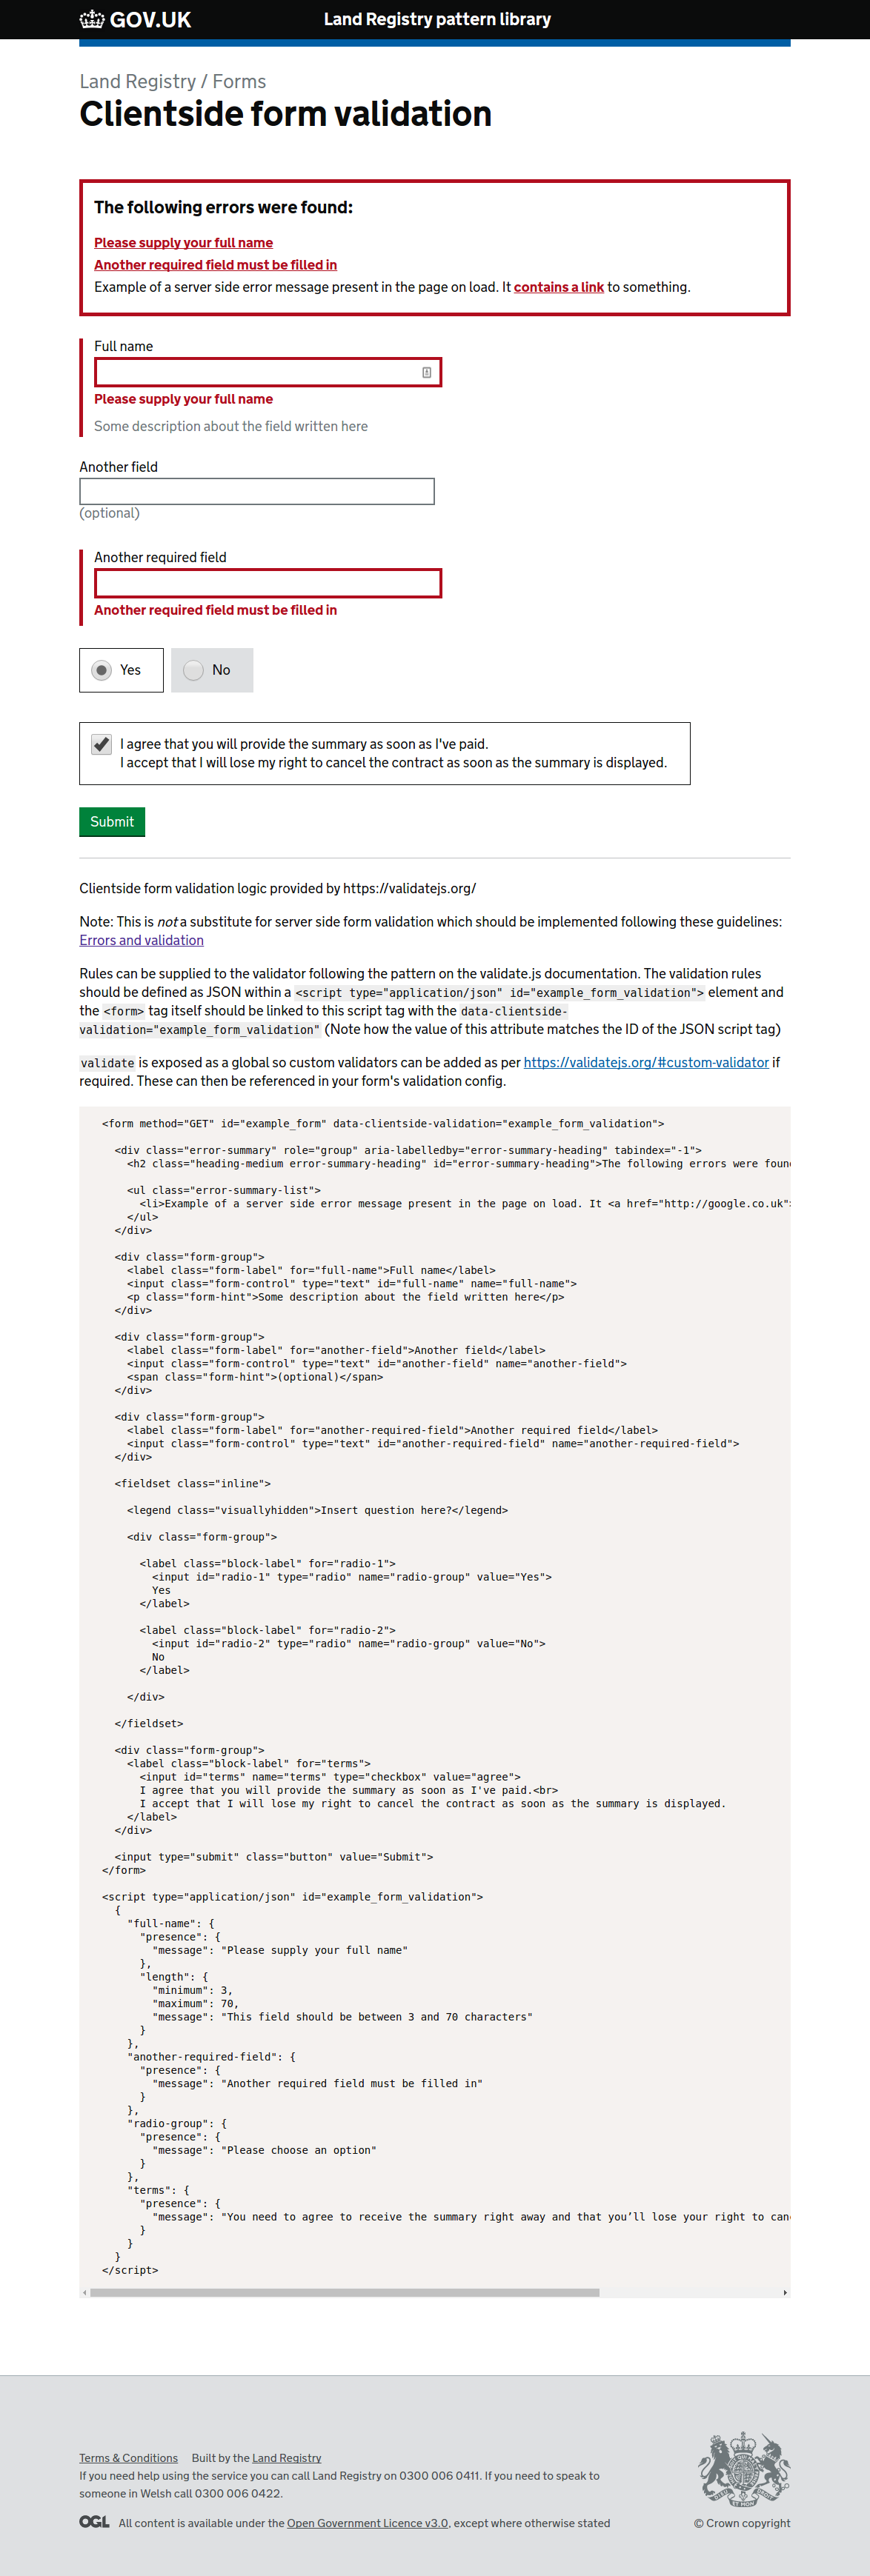 GOV.UK
Land Registry pattern library
Land Registry / Forms
Clientside form validation
The following errors were found:
Please supply your full name
Another required field must be filled in
Example of a server side error message present in the page on load. It contains a link to something.
Full name
Please supply your full name
Some description about the field written here
Another field
(optional)
Another required field
Another required field must be filled in
Yes
No
I agree that you will provide the summary as soon as I've paid.
I accept that I will lose my right to cancel the contract as soon as the summary is displayed.
Submit
Clientside form validation logic provided by https://validatejs.org/
Note: This is not a substitute for server side form validation which should be implemented following these guidelines:
Errors and validation
Rules can be supplied to the validator following the pattern on the validate.js documentation. The validation rules
should be defined as JSON within a <script type="application/json" id="example_form_validation"> element and
the <form> tag itself should be linked to this script tag with the data-clientside-
validation="example_form_validation" (Note how the value of this attribute matches the ID of the JSON script tag)
validate is exposed as a global so custom validators can be added as per https://validatejs.org/#custom-validator if
required. These can then be referenced in your form's validation config.
<form method="GET" id="example_form" data-clientside-validation="example_form_validation">
<div class="error-summary" role="group" aria-labelledby="error-summary-heading" tabindex="-1">
<h2 class="heading-medium error-summary-heading" id="error-summary-heading">The following errors were foun
<ul class="error-summary-list">
<li>Example of a server side error message present in the page on load. It <a href="http://google.co.uk"
</ul>
</div>
<div class="form-group">
<label class="form-label" for="full-name">Full name</label>
<input class="form-control" type="text" id="full-name" name="full-name">
<p class="form-hint">Some description about the field written here</p>
</div>
<div class="form-group">
<label class="form-label" for="another-field">Another field</label>
<input class="form-control" type="text" id="another-field" name="another-field">
<span class="form-hint">(optional)</span>
</div>
<div class="form-group">
<label class="form-label" for="another-required-field">Another required field</label>
<input class="form-control" type="text" id="another-required-field" name="another-required-field">
</div>
<fieldset class="inline">
<legend class="visuallyhidden">Insert question here?</legend>
<div class="form-group">
<label class="block-label" for="radio-1">
<input id="radio-1" type="radio" name="radio-group" value="Yes">
Yes
</label>
<label class="block-label" for="radio-2">
<input id="radio-2" type="radio" name="radio-group" value="No">
No
</label>
</div>
</fieldset>
<div class="form-group">
<label class="block-label" for="terms">
<input id="terms" name="terms" type="checkbox" value="agree">
I agree that you will provide the summary as soon as I've paid.<br>
I accept that I will lose my right to cancel the contract as soon as the summary is displayed.
</label>
</div>
<input type="submit" class="button" value="Submit">
</form>
<script type="application/json" id="example_form_validation">
{
"full-name": {
"presence": {
"message": "Please supply your full name"
},
"length": {
"minimum": 3,
"maximum": 70,
"message": "This field should be between 3 and 70 characters"
}
},
"another-required-field": {
"presence": {
"message": "Another required field must be filled in"
}
},
"radio-group": {
"presence": {
"message": "Please choose an option"
}
},
"terms": {
"presence": {
"message": "You need to agree to receive the summary right away and that you’ll lose your right to can
}
}
}
</script>
Terms & Conditions Built by the Land Registry
If you need help using the service you can call Land Registry on 0300 006 0411. If you need to speak to
someone in Welsh call 0300 006 0422.
OGL All content is available under the Open Government Licence v3.0, except where otherwise stated
© Crown copyright